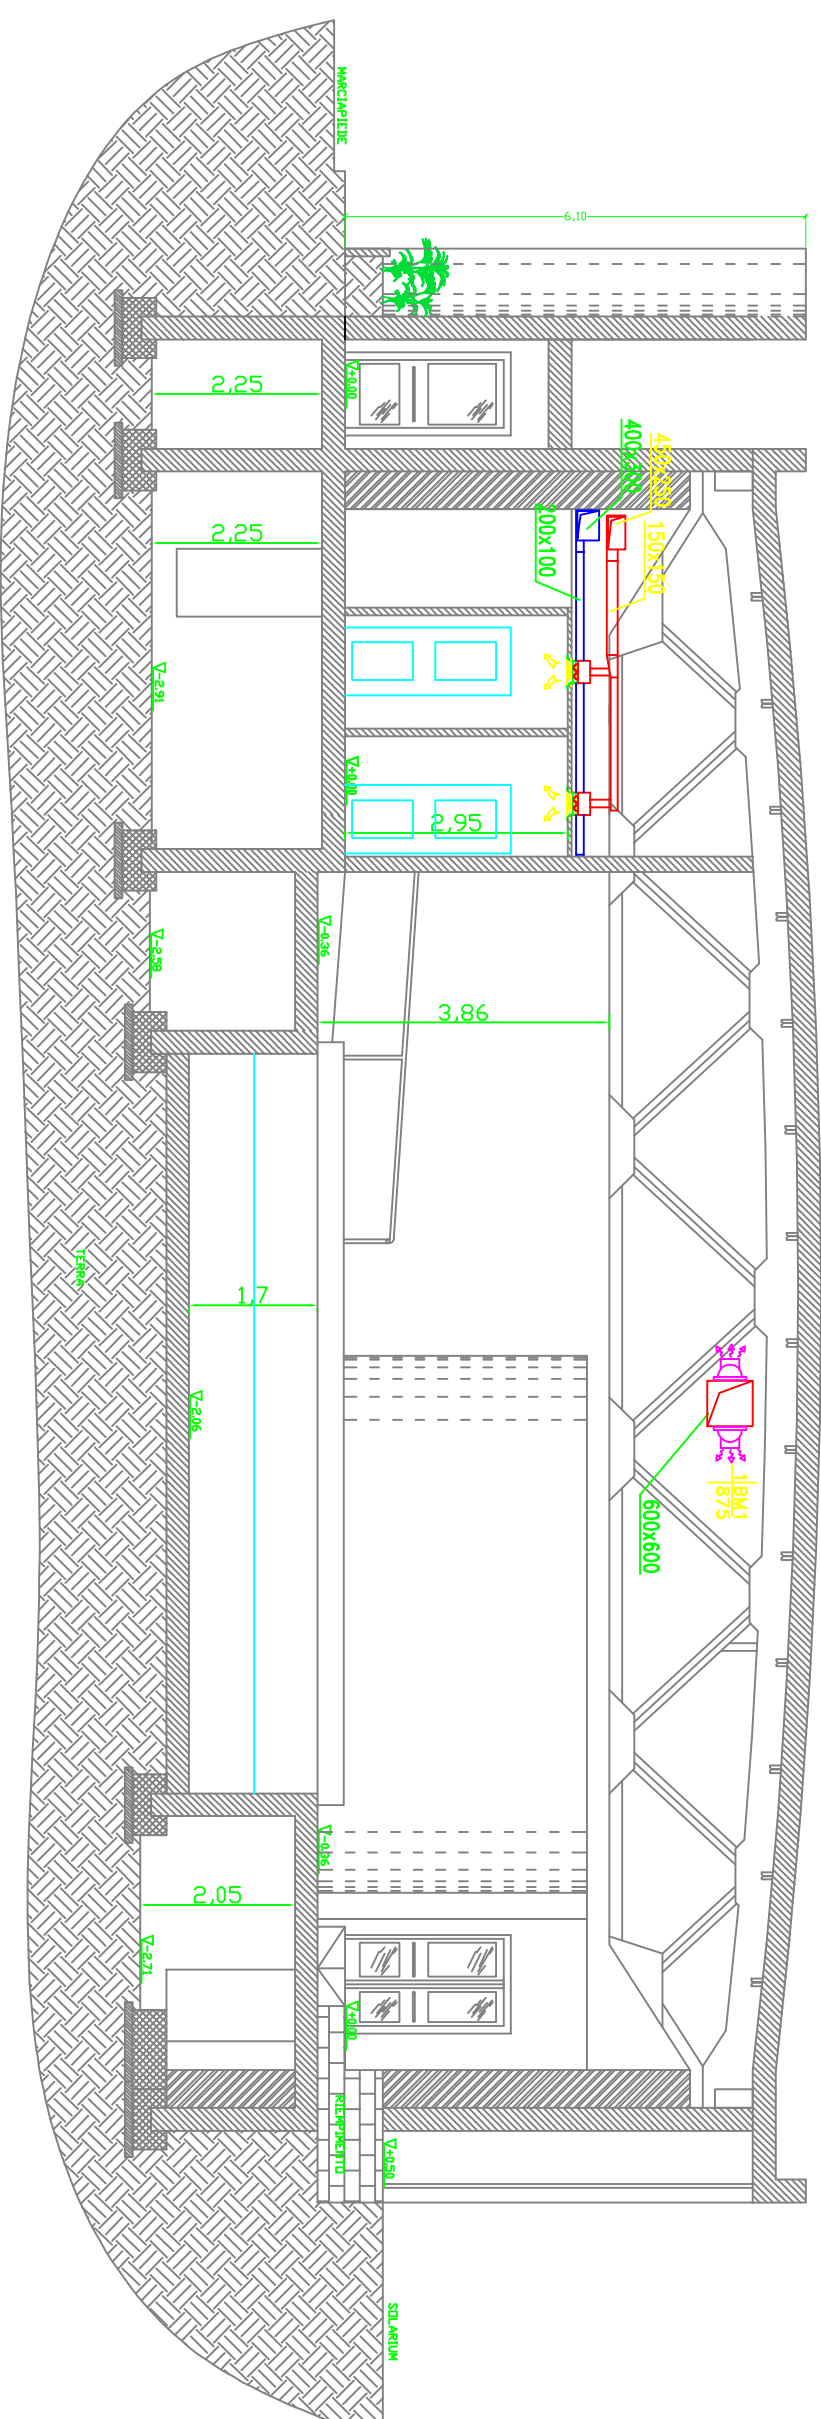 MARCIAPIEDE
6,10
2,25
+0.00
400x300
450x250
2,25
200x100
150x150
-2.91
+0.00
2,95
-0.36
-2.58
3,86
TERRA
1,7
-2.06
18M1
875
600x600
-0.36
2,05
-2.71
+0.00
RIEMPIMENTO
+0.50
SOLARIUM